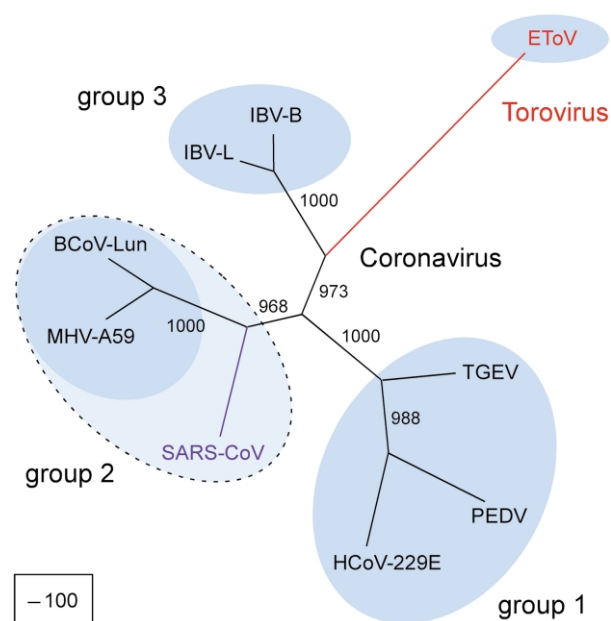 EToV
Torovirus
group 3
IBV-B
IBV-L
1000
Coronavirus
BCoV-Lun
973
968
1000
MHV-A59
1000
TGEV
988
SARS-CoV
group 2
PEDV
HCoV-229E
100
group 1